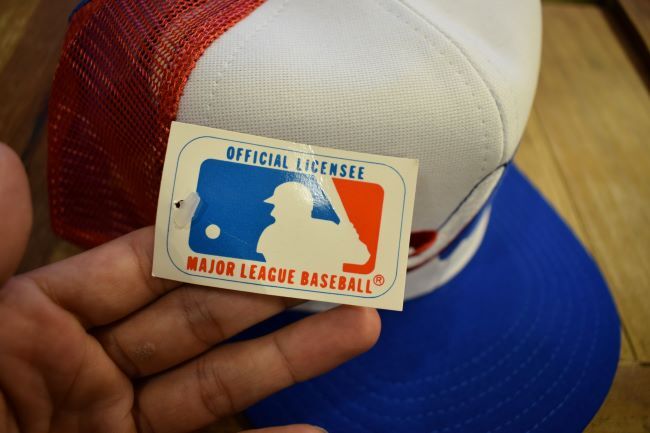 OFFICIAL LICENSEE
MAJOR LEAGUE BASEBALL®